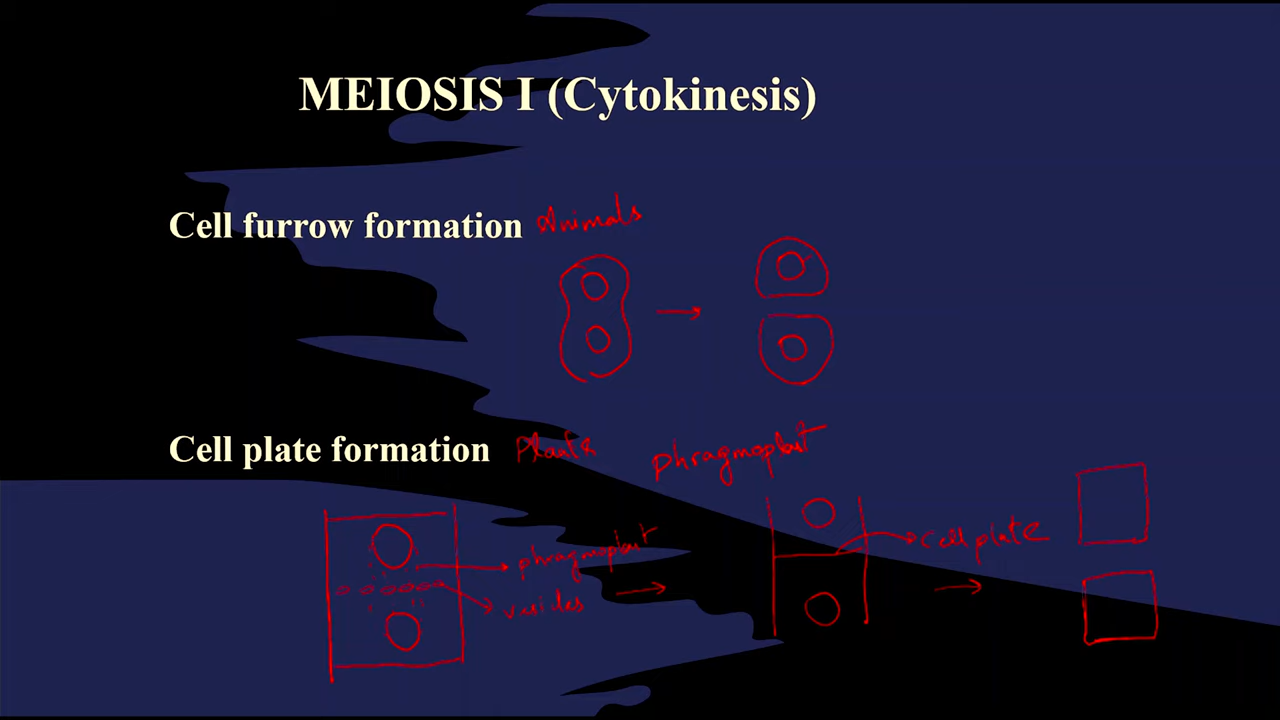 MEIOSIS I (Cytokinesis)
Cell furrow formation Animals
Cell plate formation Plants phragmoplast
cell plate
phragmoplast
vesicles